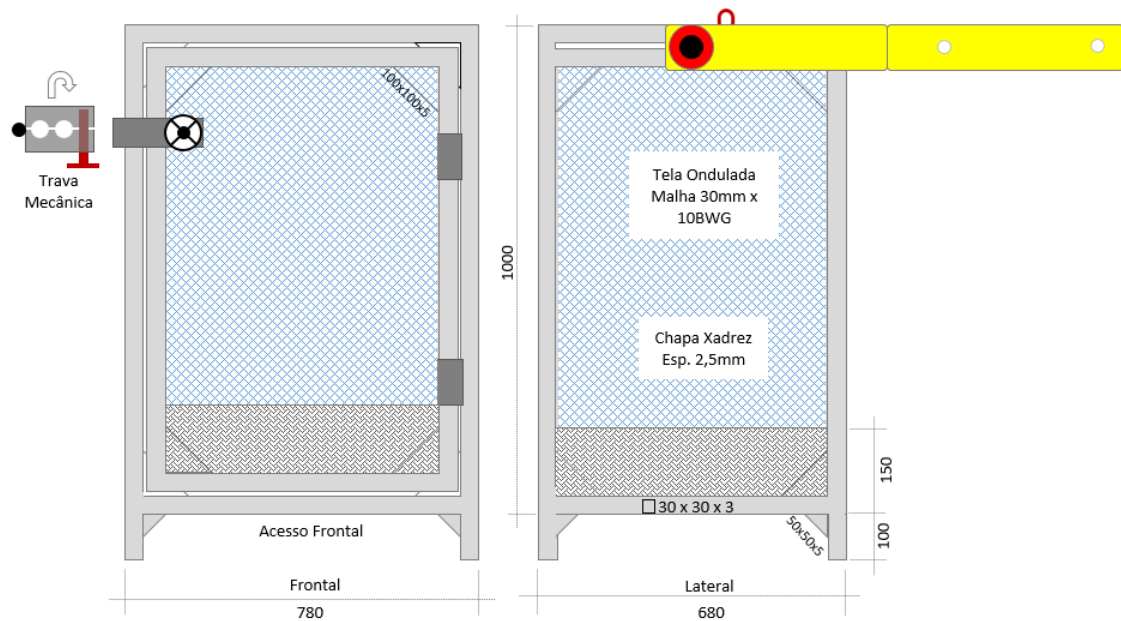 100x100x5
Trava
Mecânica
Tela Ondulada
Malha 30mm x
10BWG
1000
Chapa Xadrez
Esp. 2,5mm
150
30 x 30 x 3
Acesso Frontal
50x50x5
100
Frontal
780
Lateral
680